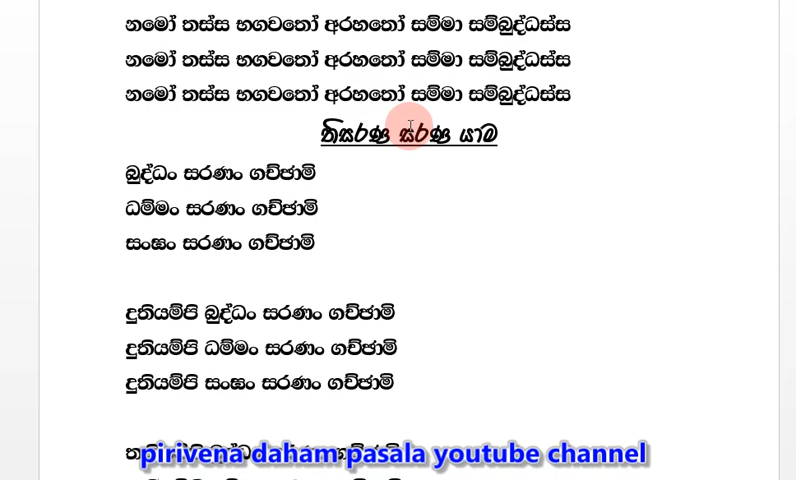 නමෝ තස්ස භගවතෝ අරහතෝ සම්මා සම්බුද්ධස්ස
නමෝ තස්ස භගවතෝ අරහතෝ සම්මා සම්බුද්ධස්ස
නමෝ තස්ස භගවතෝ අරහතෝ සම්මා සම්බුද්ධස්ස
තිසරණ සරණ යාම
බුද්ධං සරණං ගච්ඡාමි
ධම්මං සරණං ගච්ඡාමි
සංඝං සරණං ගච්ඡාමි
දුතියම්පි බුද්ධං සරණං ගච්ඡාමි
දුතියම්පි ධම්මං සරණං ගච්ඡාමි
දුතියම්පි සංඝං සරණං ගච්ඡාමි
pirivena daham pasala youtube channel